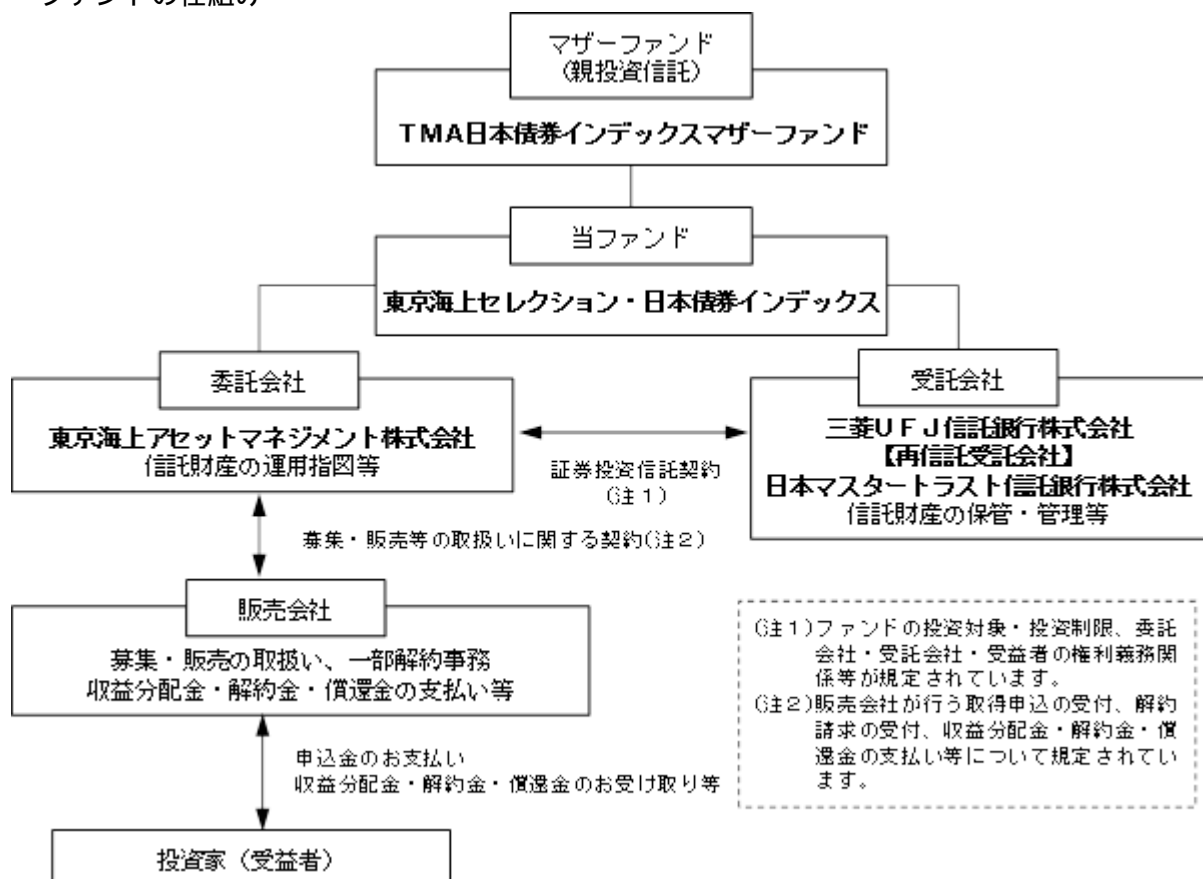 ファンドの仕組み
マザーファンド
(親投資信託)
TMA日本債券インデックスマザーファンド
当ファンド
東京海上セレクション・日本債券インデックス
委託会社
東京海上アセットマネジメント株式会社
信託財産の運用指図等
受託会社
三菱UFJ信託銀行株式会社
【再信託受託会社】
日本マスタートラスト信託銀行株式会社
信託財産の保管・管理等
証券投資信託契約
(注1)
募集・販売等の取扱いに関する契約(注2)
販売会社
募集・販売の取扱い、一部解約事務
収益分配金・解約金・償還金の支払い等
(注1)ファンドの投資対象・投資制限、委託
会社・受託会社・受益者の権利義務関
係等が規定されています。
(注2)販売会社が行う取得申込の受付、解約
請求の受付、収益分配金・解約金・償
還金の支払い等について規定されてい
ます。
申込金のお支払い
収益分配金・解約金・償還金のお受け取り等
投資家(受益者)